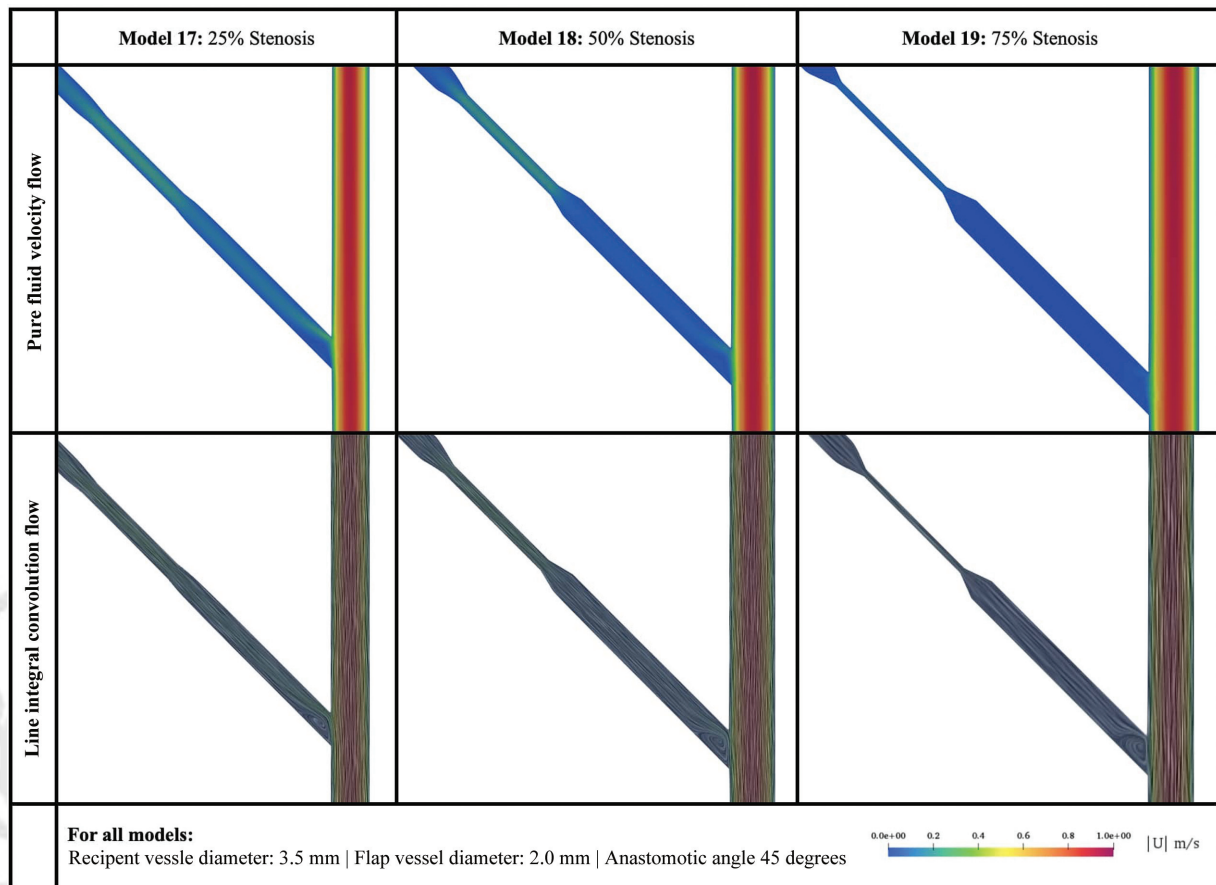 Model 17: 25% Stenosis
Model 18: 50% Stenosis
Model 19: 75% Stenosis
Pure fluid velocity flow
Line integral convolution flow
For all models:
Recipent vessle diameter: 3.5 mm | Flap vessel diameter: 2.0 mm | Anastomotic angle 45 degrees
0.0e+00 0.2 0.4 0.6 0.8 1.0e+00
|U| m/s